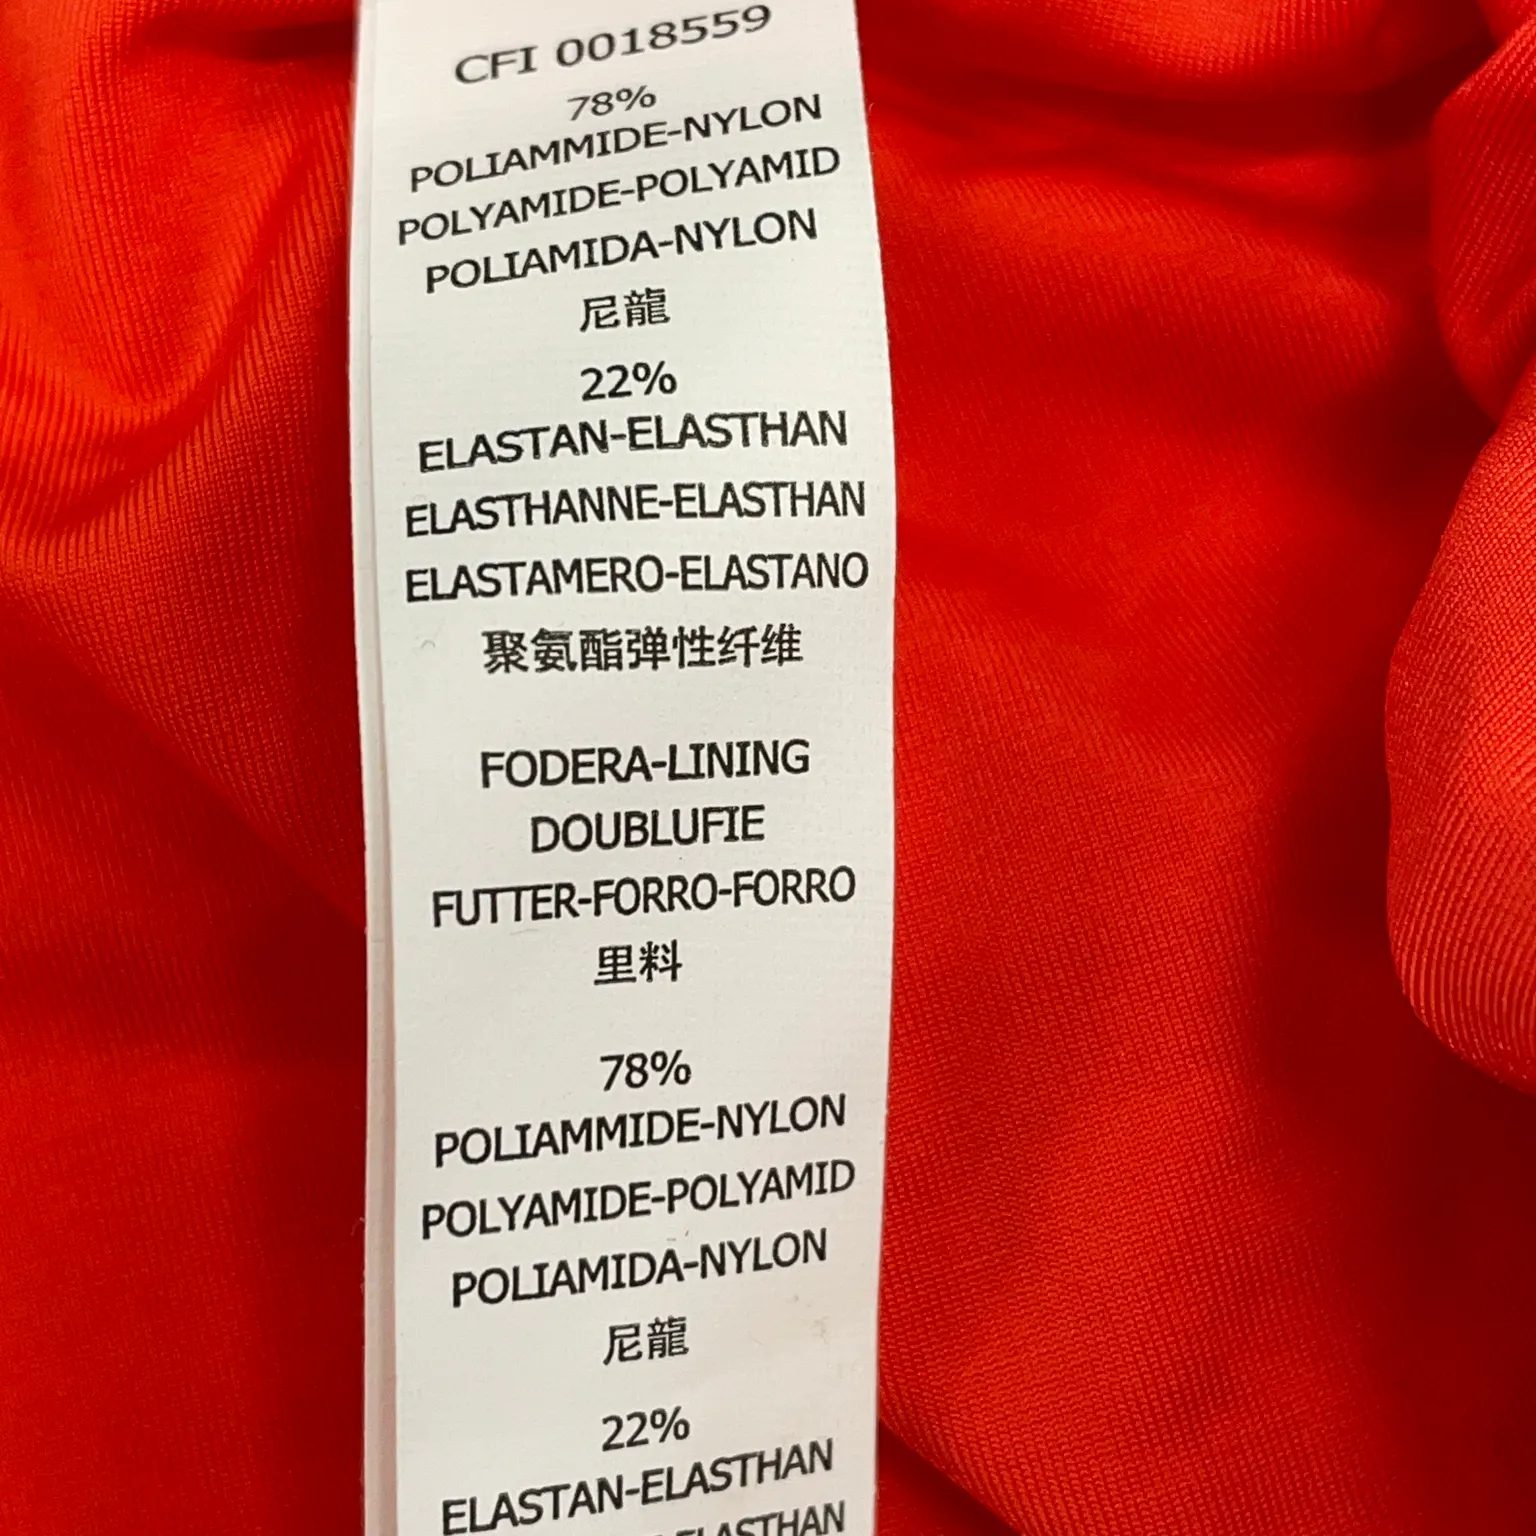 CFI 0018559
78%
POLIAMMIDE-NYLON
POLYAMIDE-POLYAMID
POLIAMIDA-NYLON
尼龍
22%
ELASTAN-ELASTHAN
ELASTHANNE-ELASTHAN
ELASTAMERO-ELASTANO
聚氨酯弹性纤维
FODERA-LINING
DOUBLUFIE
FUTTER-FORRO-FORRO
里料
78%
POLIAMMIDE-NYLON
POLYAMIDE-POLYAMID
POLIAMIDA-NYLON
尼龍
22%
ELASTAN-ELASTHAN